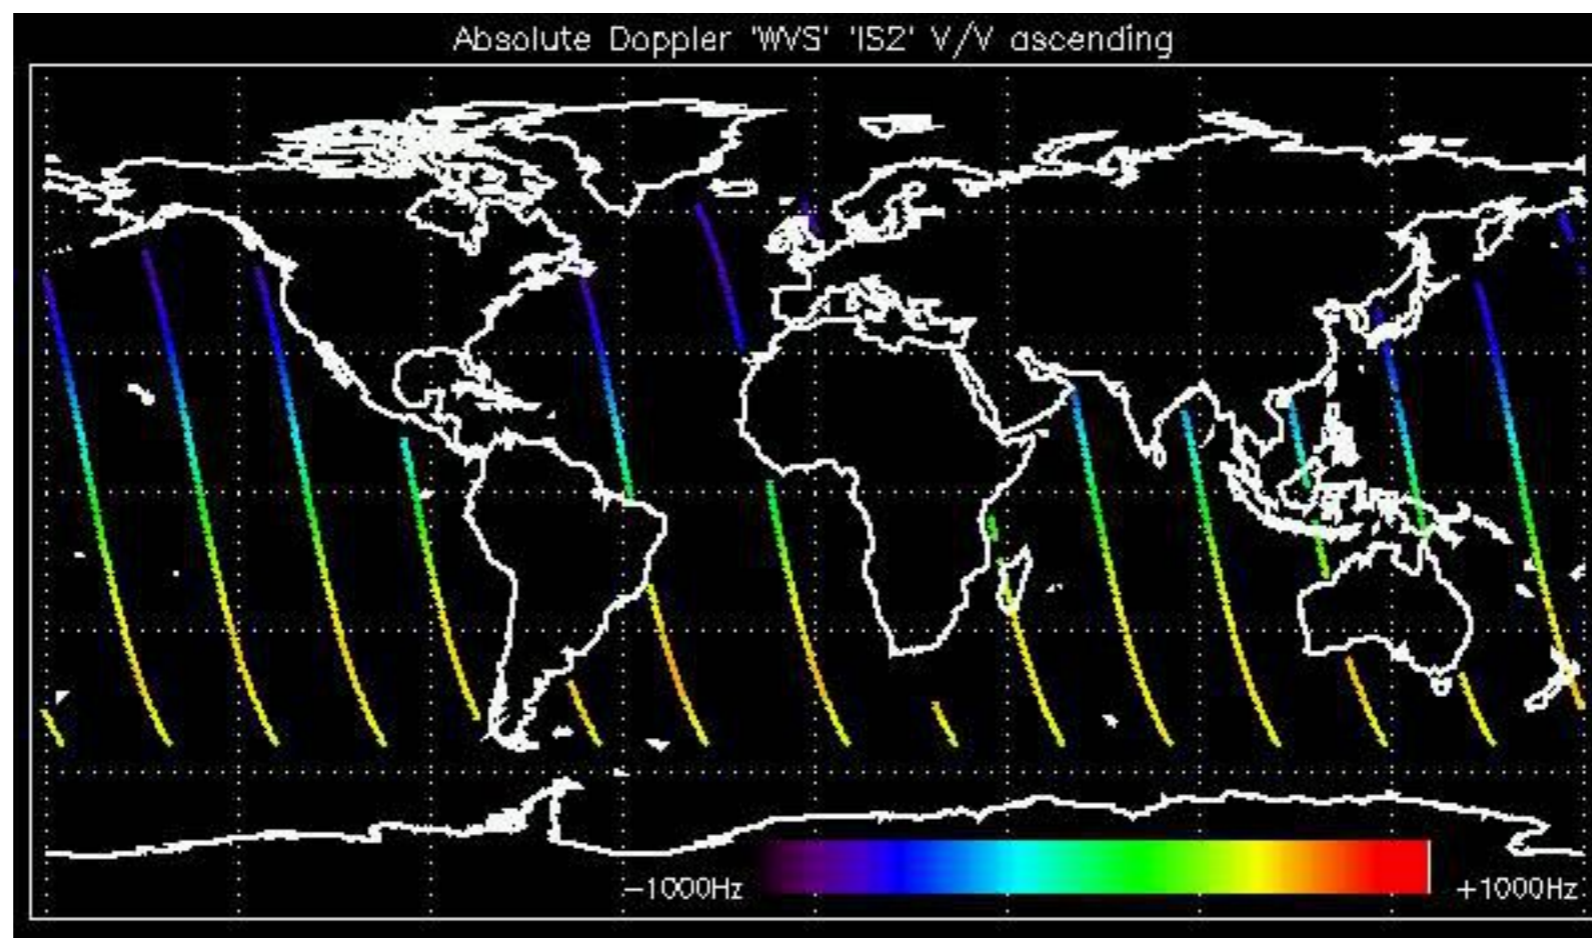 Absolute Doppler 'WVS' 'IS2' V/V ascending
-1000Hz +1000Hz